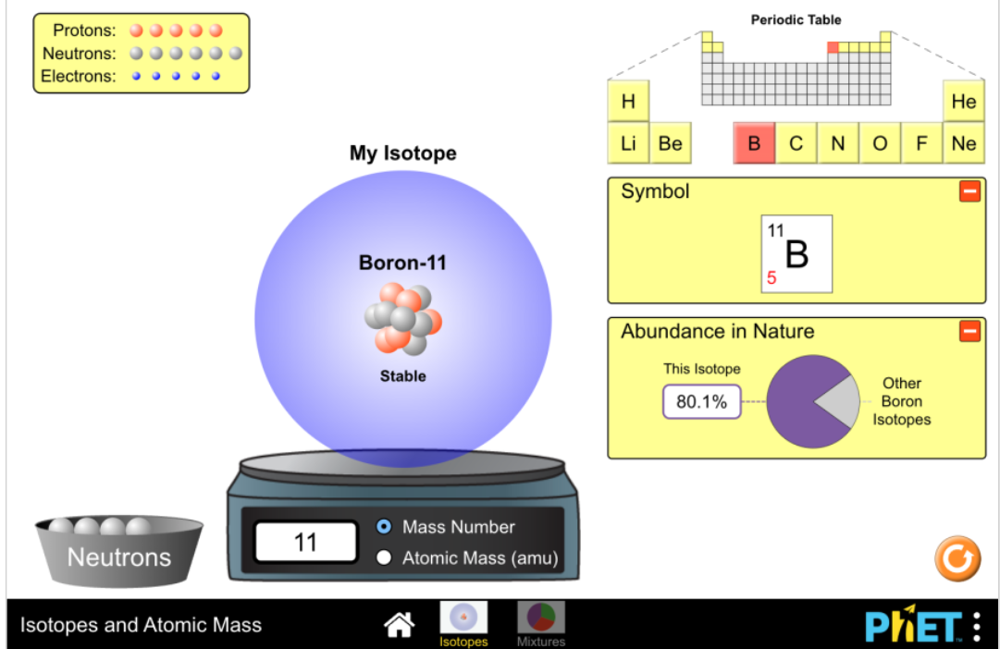 Protons:
Neutrons:
Electrons:
Periodic Table
H
He
Li Be B C N O F Ne
My Isotope
Boron-11
Stable
Symbol
11
B
5
Abundance in Nature
This Isotope
80.1%
Other
Boron
Isotopes
11
Mass Number
Atomic Mass (amu)
Neutrons
Isotopes and Atomic Mass
Isotopes
Mixtures
PhET